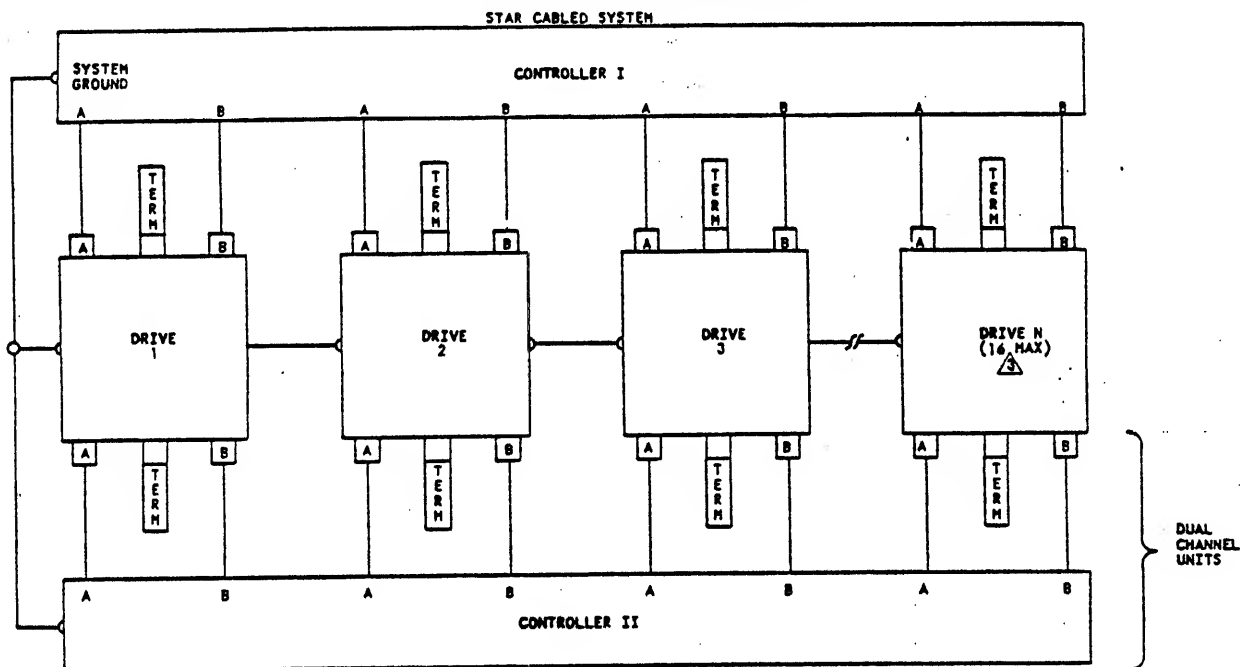 STAR CABLED SYSTEM
SYSTEM
GROUND
CONTROLLER I
A B A B A B A B
TERM TERM TERM TERM
A B A B A B A B
DRIVE
1
DRIVE
2
DRIVE
3
DRIVE N
(16 MAX)
3
A B A B A B A B
TERM TERM TERM TERM
DUAL
CHANNEL
UNITS
A B A B A B A B
CONTROLLER II